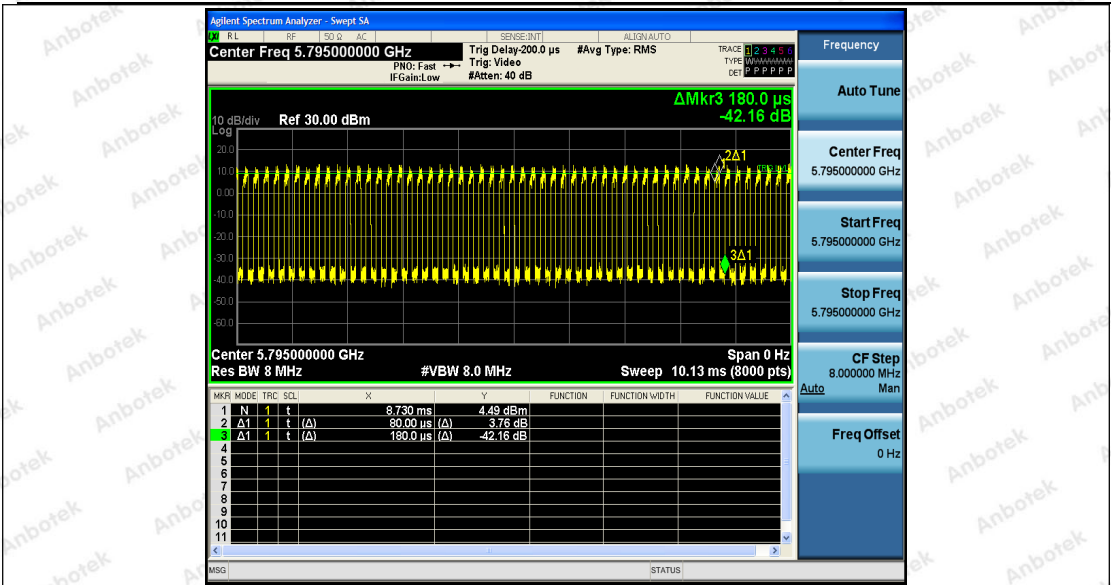 Agilent Spectrum Analyzer - Swept SA
LXI RL RF 50 Ω AC SENSE:INT ALIGNAUTO
Center Freq 5.795000000 GHz
PNO: Fast
IFGain:Low
Trig Delay-200.0 µs
Trig: Video
#Atten: 40 dB
#Avg Type: RMS
TRACE 1 2 3 4 5 6
TYPE WWWWWW
DET P P P P P P
ΔMkr3 180.0 µs
-42.16 dB
10 dB/div
Log
Ref 30.00 dBm
20.0
10.0
0.00
-10.0
-20.0
-30.0
-40.0
-50.0
-60.0
1
2Δ1
3Δ1
Center 5.795000000 GHz
Span 0 Hz
Res BW 8 MHz
#VBW 8.0 MHz
Sweep 10.13 ms (8000 pts)
MKR MODE TRC SCL X Y FUNCTION FUNCTION WIDTH FUNCTION VALUE
1 N 1 t 8.730 ms 4.49 dBm
2 Δ1 1 t (Δ) 80.00 µs (Δ) 3.76 dB
3 Δ1 1 t (Δ) 180.0 µs (Δ) -42.16 dB
4
5
6
7
8
9
10
11
MSG
STATUS
Frequency
Auto Tune
Center Freq
5.795000000 GHz
Start Freq
5.795000000 GHz
Stop Freq
5.795000000 GHz
CF Step
8.000000 MHz
Auto Man
Freq Offset
0 Hz
Anbotek